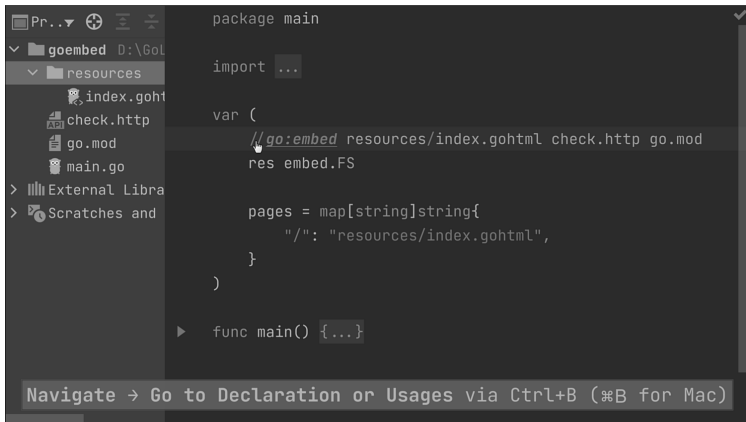 Pr..
goembed D:\GoL
resources
index.goht
check.http
API
go.mod
main.go
External Libra
Scratches and
package main
import ...
var (
//go:embed resources/index.gohtml check.http go.mod
res embed.FS
pages = map[string]string{
"/": "resources/index.gohtml",
}
)
func main() {...}
Navigate → Go to Declaration or Usages via Ctrl+B (⌘B for Mac)